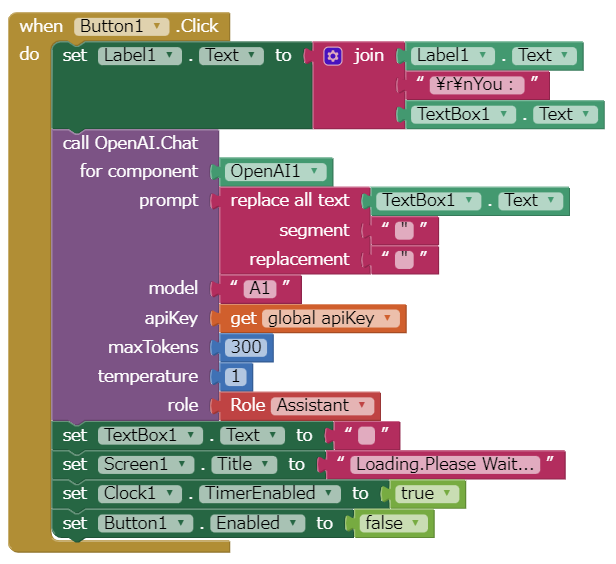 when Button1 ▾ .Click
do set Label1 ▾ . Text ▾ to join Label1 ▾ . Text ▾
“ ¥r¥nYou : ”
TextBox1 ▾ . Text ▾
call OpenAI.Chat
for component OpenAI1 ▾
prompt replace all text TextBox1 ▾ . Text ▾
segment “ " ”
replacement “ " ”
model “ A1 ”
apiKey get global apiKey ▾
maxTokens 300
temperature 1
role Role Assistant ▾
set TextBox1 ▾ . Text ▾ to “ ”
set Screen1 ▾ . Title ▾ to “ Loading.Please Wait... ”
set Clock1 ▾ . TimerEnabled ▾ to true ▾
set Button1 ▾ . Enabled ▾ to false ▾